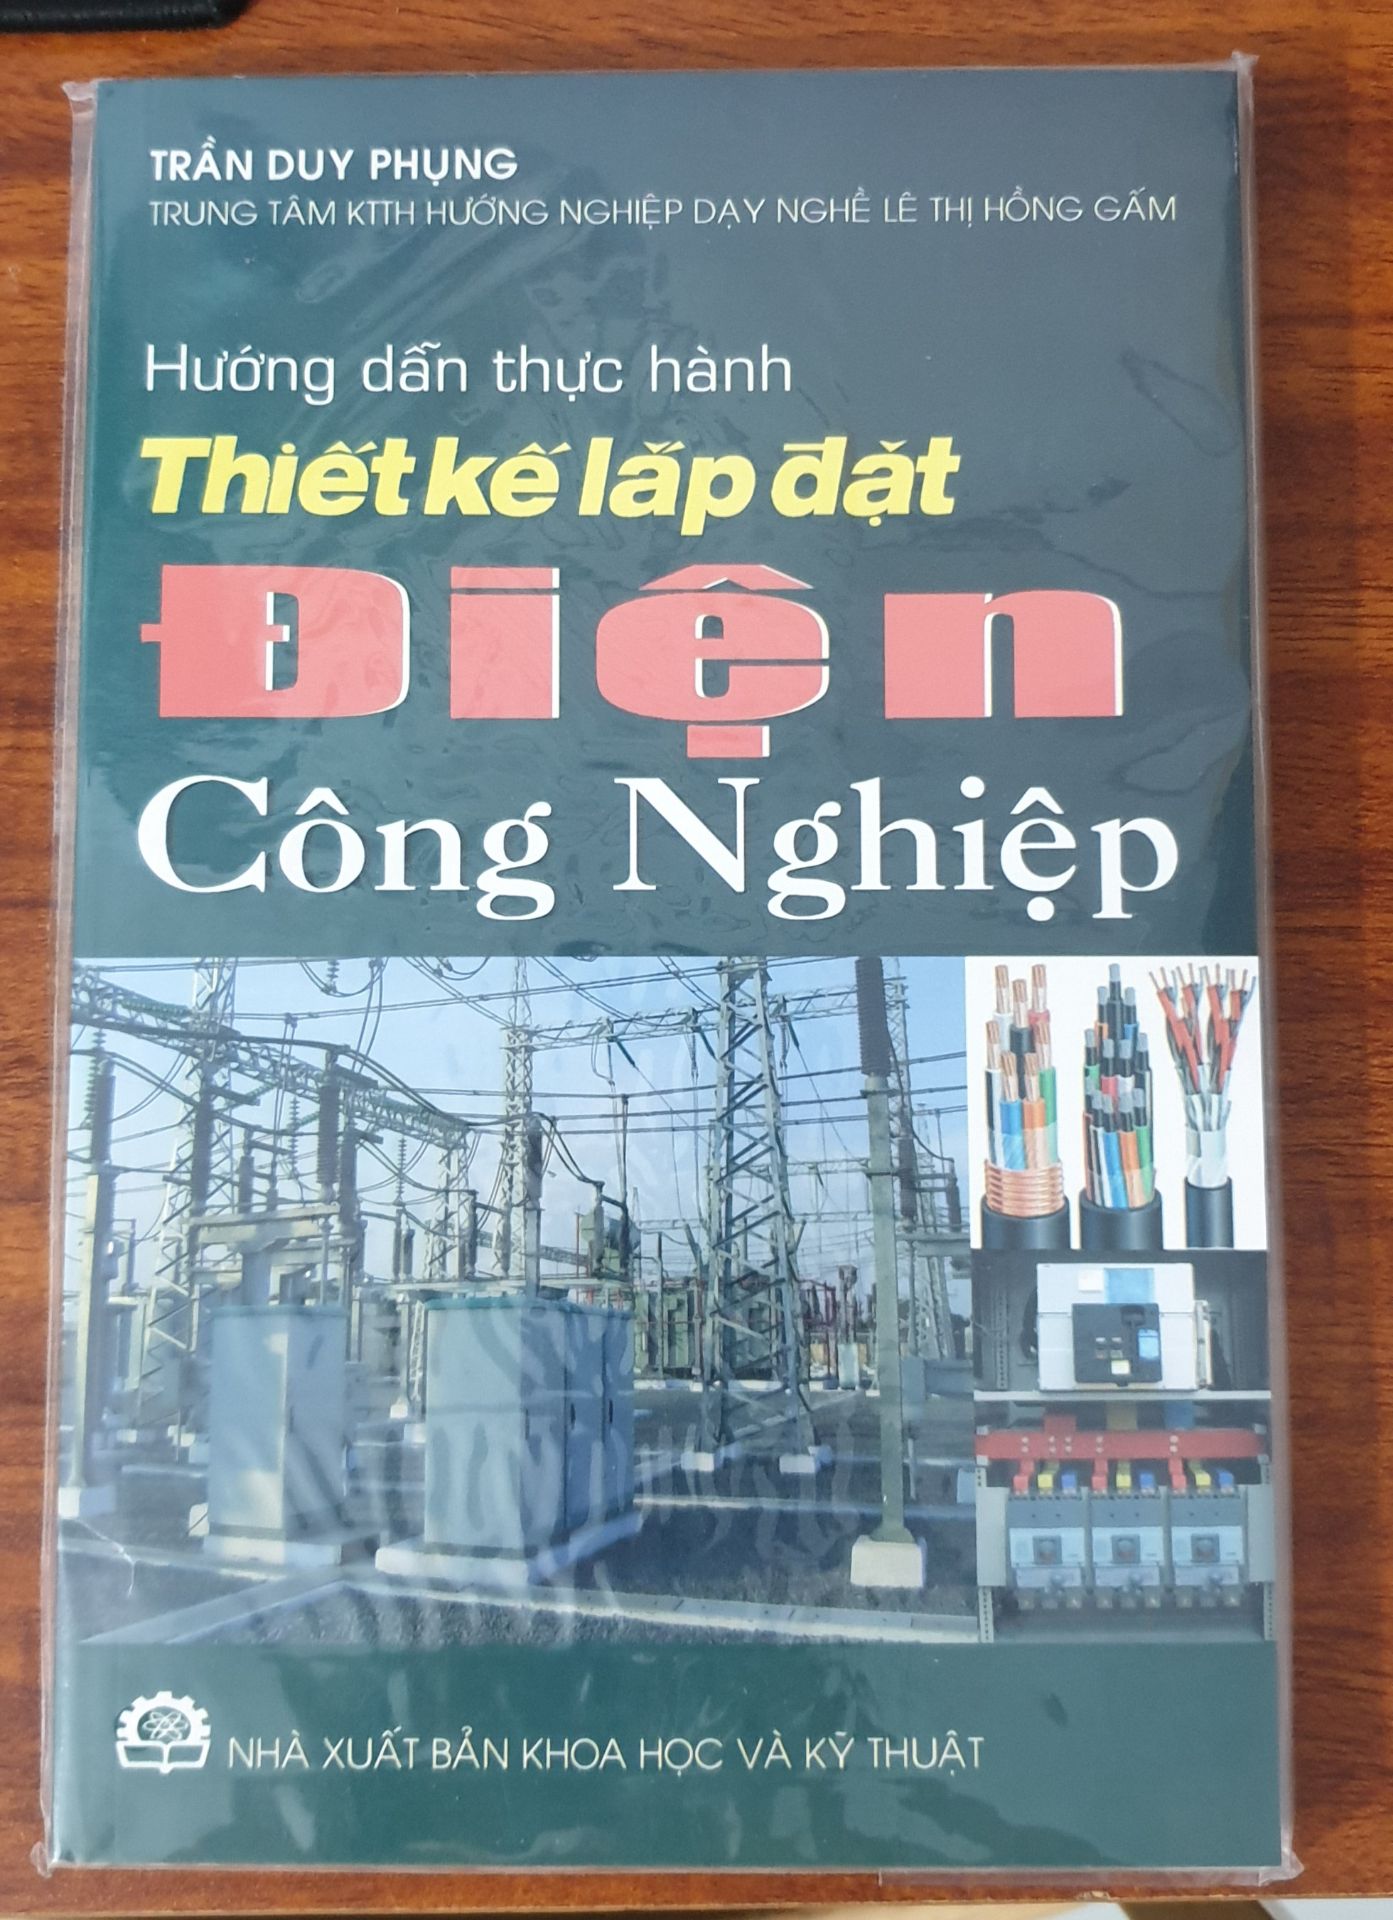 TRẦN DUY PHỤNG
TRUNG TÂM KTTH HƯỚNG NGHIỆP DẠY NGHỀ LÊ THỊ HỒNG GẤM
Hướng dẫn thực hành
Thiết kế lắp đặt
Điện
Công Nghiệp
NHÀ XUẤT BẢN KHOA HỌC VÀ KỸ THUẬT